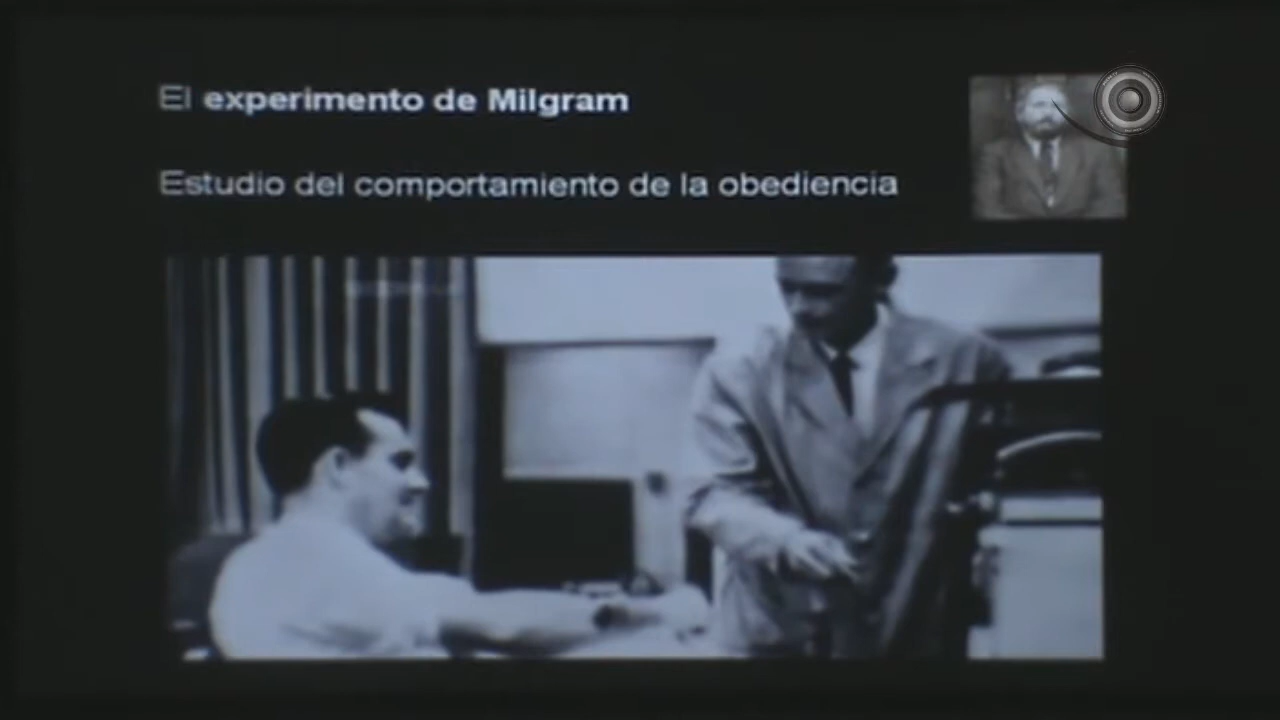 El experimento de Milgram
Estudio del comportamiento de la obediencia